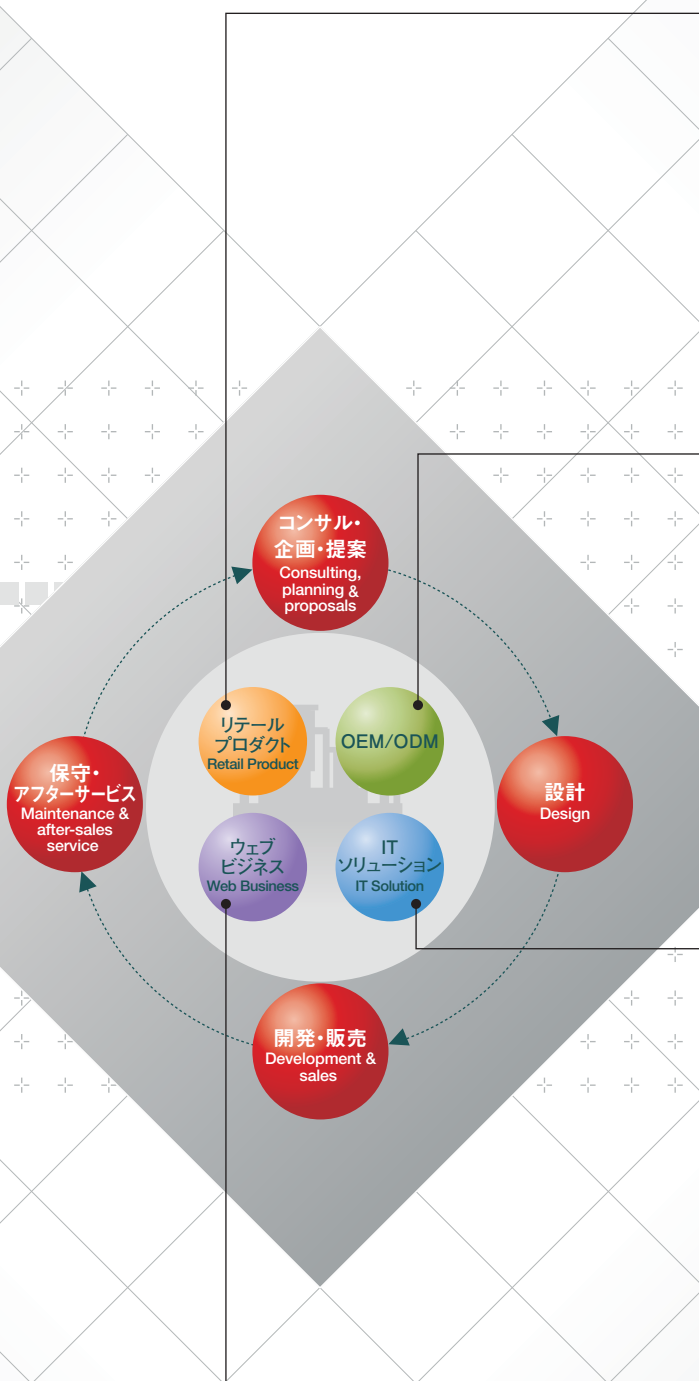 コンサル・
企画・提案
Consulting,
planning &
proposals
リテール
プロダクト
Retail Product
OEM/ODM
保守・
アフターサービス
Maintenance &
after-sales
service
設計
Design
ウェブ
ビジネス
Web Business
IT
ソリューション
IT Solution
開発・販売
Development &
sales